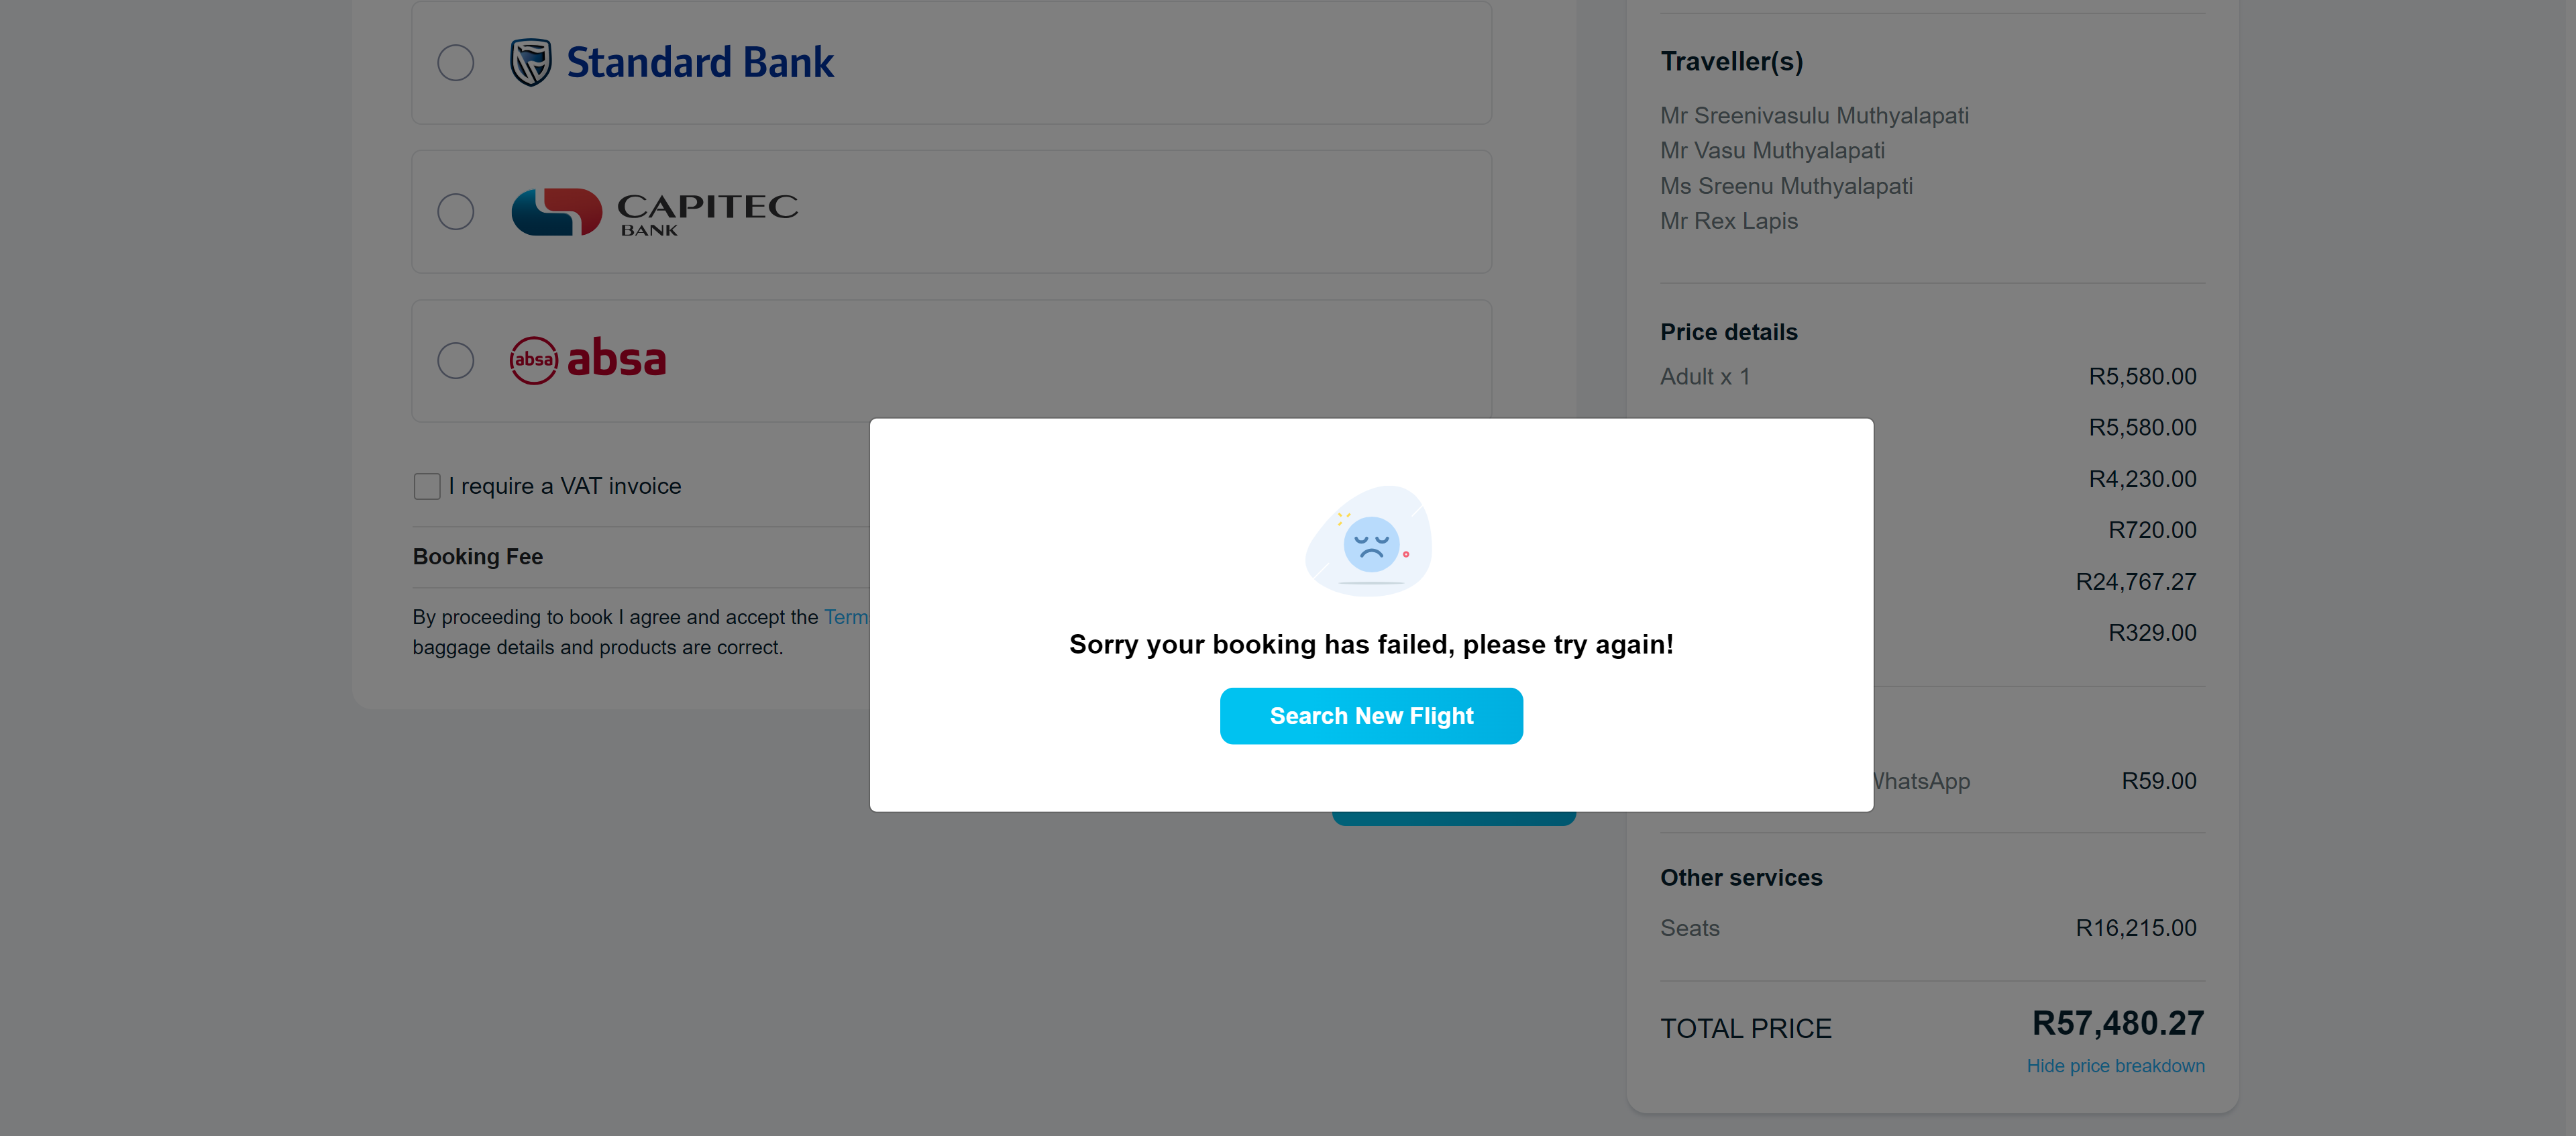 Standard Bank
CAPITEC
BANK
absa absa
I require a VAT invoice
Booking Fee
By proceeding to book I agree and accept the
baggage details and products are correct.
Sorry your booking has failed, please try again!
Search New Flight
Traveller(s)
Mr Sreenivasulu Muthyalapati
Mr Vasu Muthyalapati
Ms Sreenu Muthyalapati
Mr Rex Lapis
Price details
Adult x 1 R5,580.00
R5,580.00
R4,230.00
R720.00
R24,767.27
R329.00
WhatsApp R59.00
Other services
Seats R16,215.00
TOTAL PRICE R57,480.27
Hide price breakdown